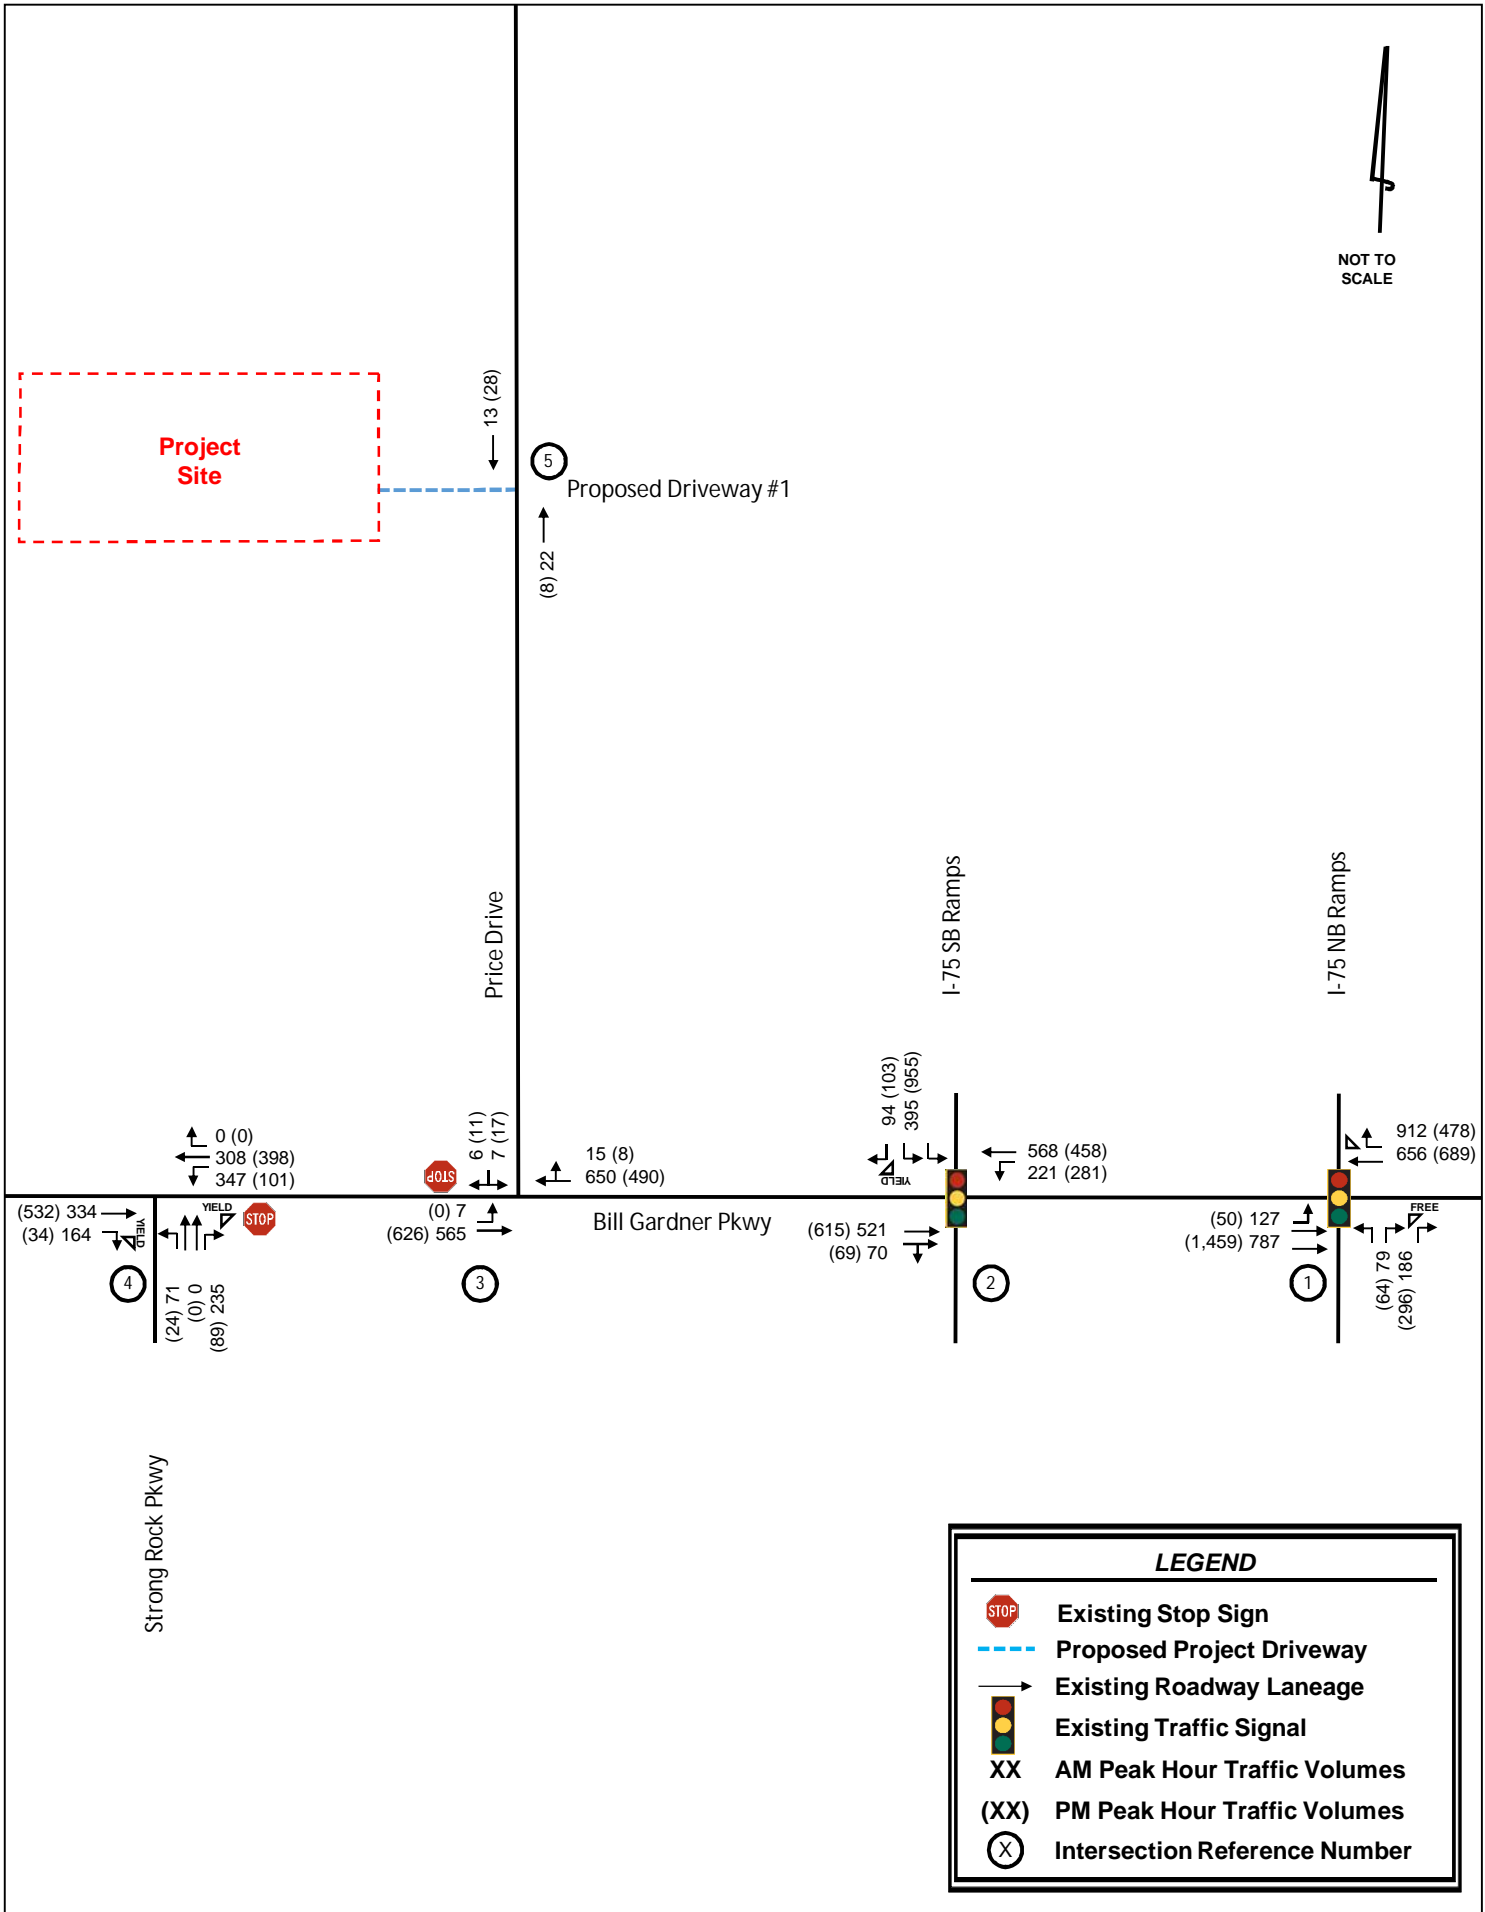 NOT TO
SCALE
13 (28)
Project
Site
5
Proposed Driveway #1
(8) 22
Price Drive
I-75 SB Ramps
I-75 NB Ramps
0 (0)
308 (398)
347 (101)
6 (11)
7 (17)
STOP
15 (8)
650 (490)
94 (103)
395 (955)
YIELD
568 (458)
221 (281)
912 (478)
656 (689)
(532) 334
(34) 164
YIELD
YIELD
STOP
(0) 7
(626) 565
Bill Gardner Pkwy
(615) 521
(69) 70
(50) 127
(1,459) 787
FREE
4
(24) 71
(0) 0
(89) 235
3
2
1
(64) 79
(296) 186
Strong Rock Pkwy
LEGEND
STOP Existing Stop Sign
Proposed Project Driveway
Existing Roadway Laneage
Existing Traffic Signal
XX AM Peak Hour Traffic Volumes
(XX) PM Peak Hour Traffic Volumes
X Intersection Reference Number